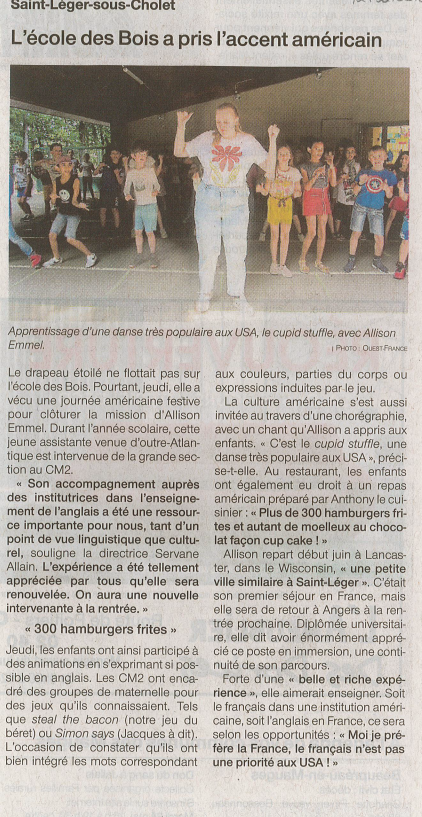 Saint-Léger-sous-Cholet
L'école des Bois a pris l'accent américain
Apprentissage d'une danse très populaire aux USA, le cupid stuffle, avec Allison
Emmel.
| PHOTO : OUEST-FRANCE
Le drapeau étoilé ne flottait pas sur
l'école des Bois. Pourtant, jeudi, elle a
vécu une journée américaine festive
pour clôturer la mission d'Allison
Emmel. Durant l'année scolaire, cette
jeune assistante venue d'outre-Atlan-
tique est intervenue de la grande sec-
tion au CM2.
« Son accompagnement auprès
des institutrices dans l'enseigne-
ment de l'anglais a été une ressour-
ce importante pour nous, tant d'un
point de vue linguistique que cultu-
rel, souligne la directrice Servane
Allain. L'expérience a été tellement
appréciée par tous qu'elle sera
renouvelée. On aura une nouvelle
intervenante à la rentrée. »
« 300 hamburgers frites »
Jeudi, les enfants ont ainsi participé à
des animations en s'exprimant si pos-
sible en anglais. Les CM2 ont enca-
dré des groupes de maternelle pour
des jeux qu'ils connaissaient. Tels
que steal the bacon (notre jeu du
béret) ou Simon says (Jacques à dit).
L'occasion de constater qu'ils ont
bien intégré les mots correspondant
aux couleurs, parties du corps ou
expressions induites par le jeu.
La culture américaine s'est aussi
invitée au travers d'une chorégraphie,
avec un chant qu'Allison a appris aux
enfants. « C'est le cupid stuffle, une
danse très populaire aux USA », préci-
se-t-elle. Au restaurant, les enfants
ont également eu droit à un repas
américain préparé par Anthony le cui-
sinier : « Plus de 300 hamburgers fri-
tes et autant de moelleux au choco-
lat façon cup cake ! »
Allison repart début juin à Lancas-
ter, dans le Wisconsin, « une petite
ville similaire à Saint-Léger ». C'était
son premier séjour en France, mais
elle sera de retour à Angers à la ren-
trée prochaine. Diplômée universitai-
re, elle dit avoir énormément appré-
cié ce poste en immersion, une conti-
nuité de son parcours.
Forte d'une « belle et riche expé-
rience », elle aimerait enseigner. Soit
le français dans une institution améri-
caine, soit l'anglais en France, ce sera
selon les opportunités : « Moi je pré-
fère la France, le français n'est pas
une priorité aux USA ! »